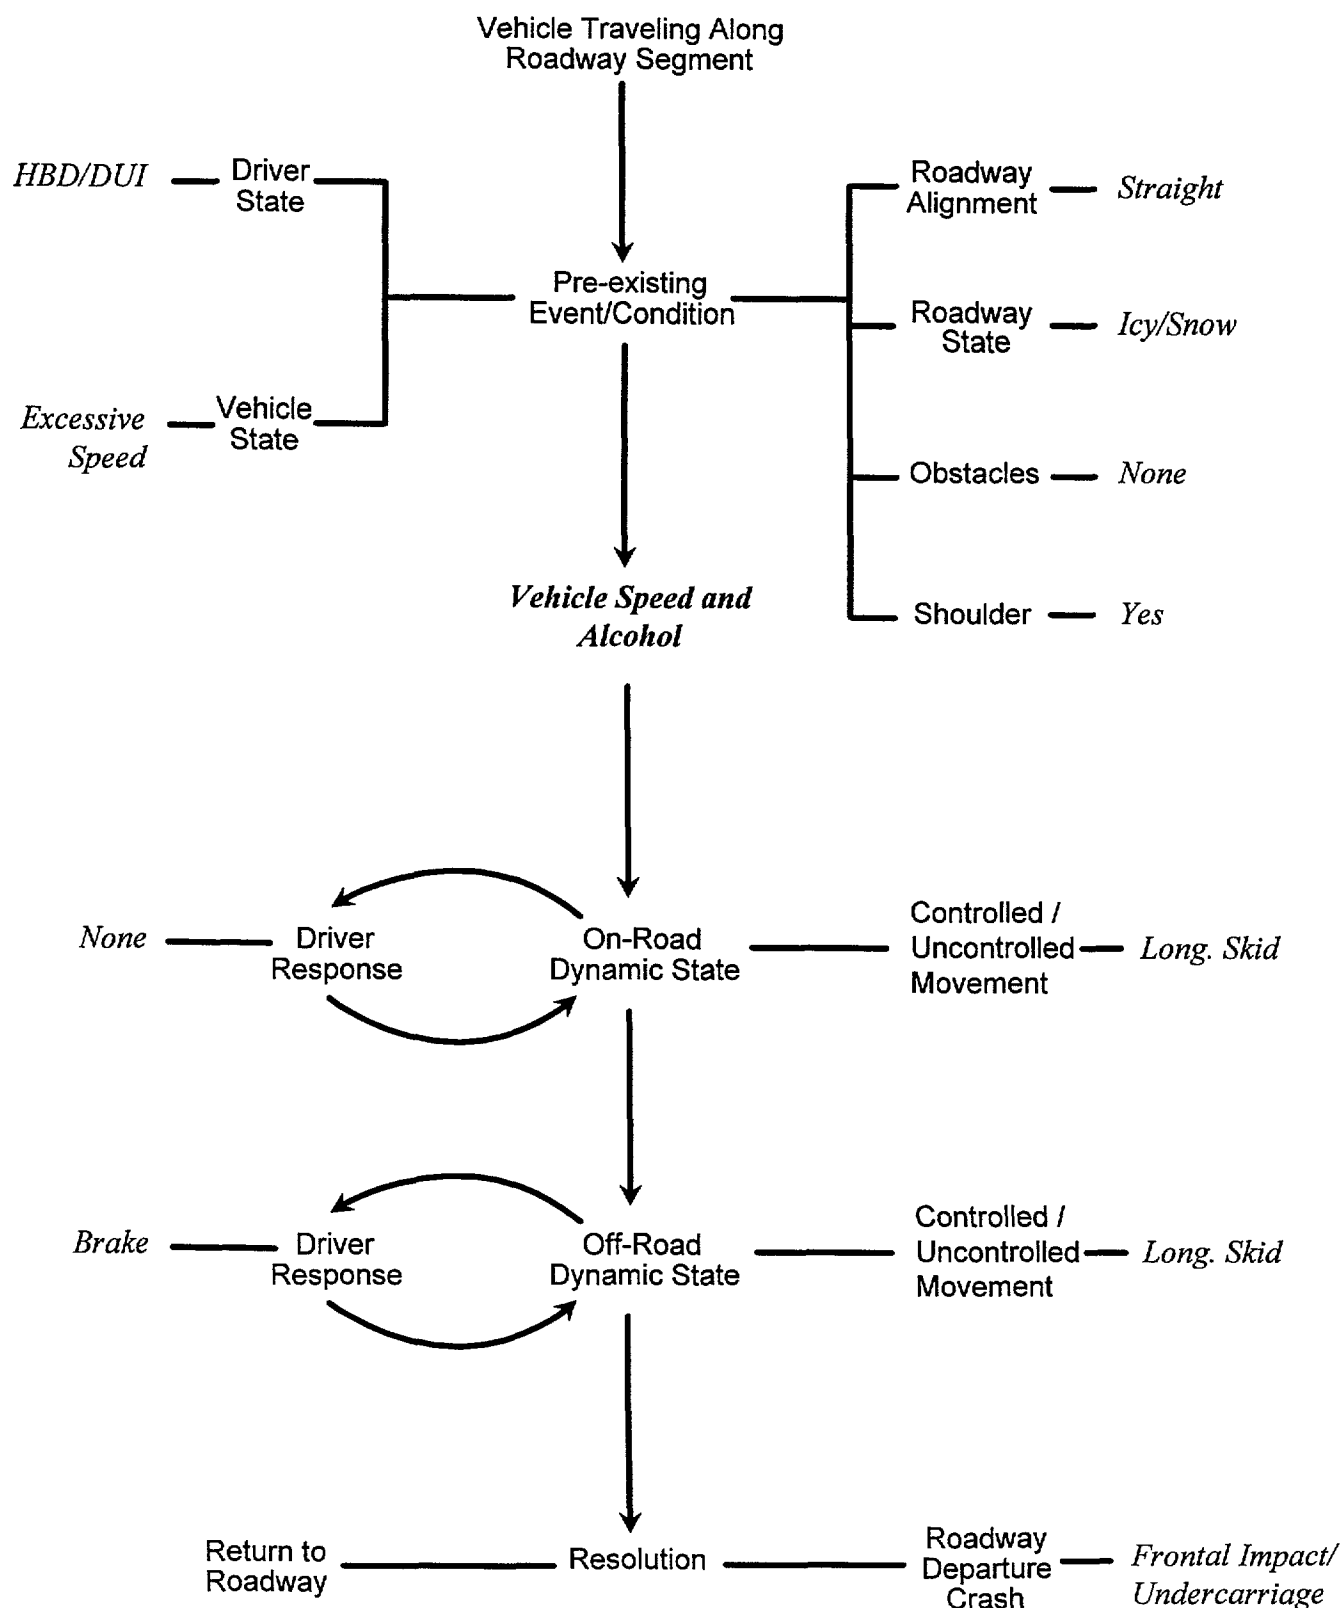 Vehicle Traveling Along
Roadway Segment
HBD/DUI
Driver
State
Roadway
Alignment
Straight
Pre-existing
Event/Condition
Roadway
State
Icy/Snow
Excessive
Speed
Vehicle
State
Obstacles
None
Vehicle Speed and
Alcohol
Shoulder
Yes
None
Driver
Response
On-Road
Dynamic State
Controlled /
Uncontrolled
Movement
Long. Skid
Brake
Driver
Response
Off-Road
Dynamic State
Controlled /
Uncontrolled
Movement
Long. Skid
Return to
Roadway
Resolution
Roadway
Departure
Crash
Frontal Impact/
Undercarriage